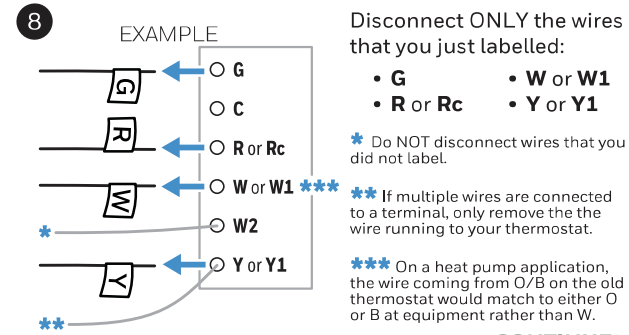 8
EXAMPLE
G
G
C
R
R or Rc
W
W or W1 ***
* W2
Y
Y or Y1
**
Disconnect ONLY the wires
that you just labelled:
• G • W or W1
• R or Rc • Y or Y1
* Do NOT disconnect wires that you
did not label.
** If multiple wires are connected
to a terminal, only remove the the
wire running to your thermostat.
*** On a heat pump application,
the wire coming from O/B on the old
thermostat would match to either O
or B at equipment rather than W.